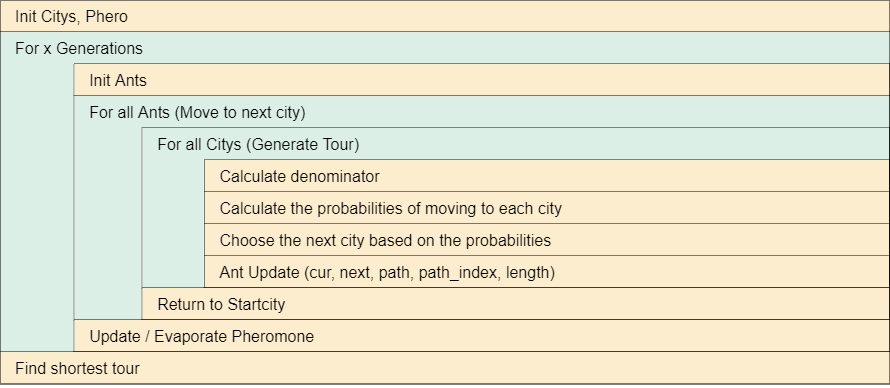 Init Citys, Phero
For x Generations
Init Ants
For all Ants (Move to next city)
For all Citys (Generate Tour)
Calculate denominator
Calculate the probabilities of moving to each city
Choose the next city based on the probabilities
Ant Update (cur, next, path, path_index, length)
Return to Startcity
Update / Evaporate Pheromone
Find shortest tour